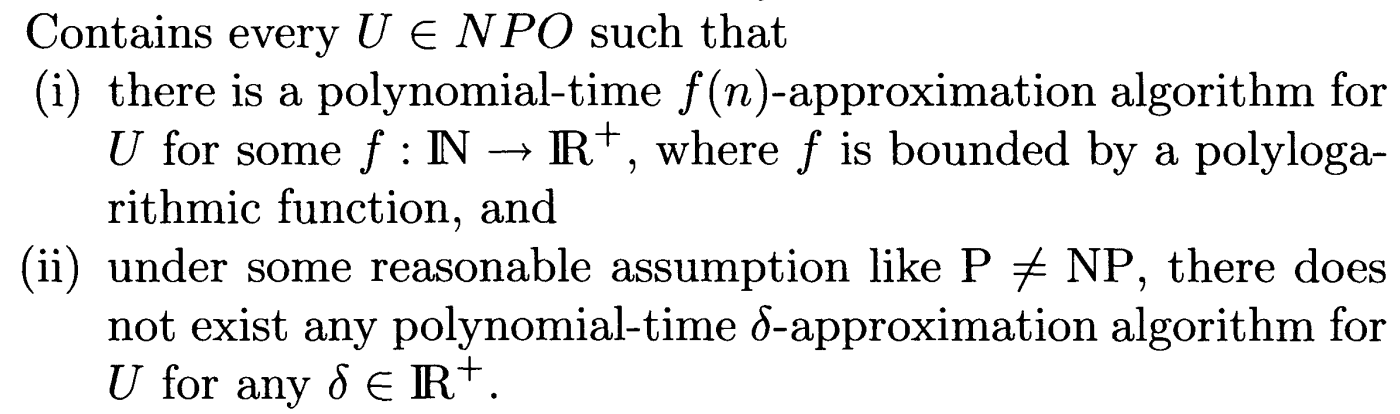 Contains every U ∈ NPO such that
(i) there is a polynomial-time f(n)-approximation algorithm for
U for some f : ℕ → ℝ⁺, where f is bounded by a polyloga-
rithmic function, and
(ii) under some reasonable assumption like P ≠ NP, there does
not exist any polynomial-time δ-approximation algorithm for
U for any δ ∈ ℝ⁺.